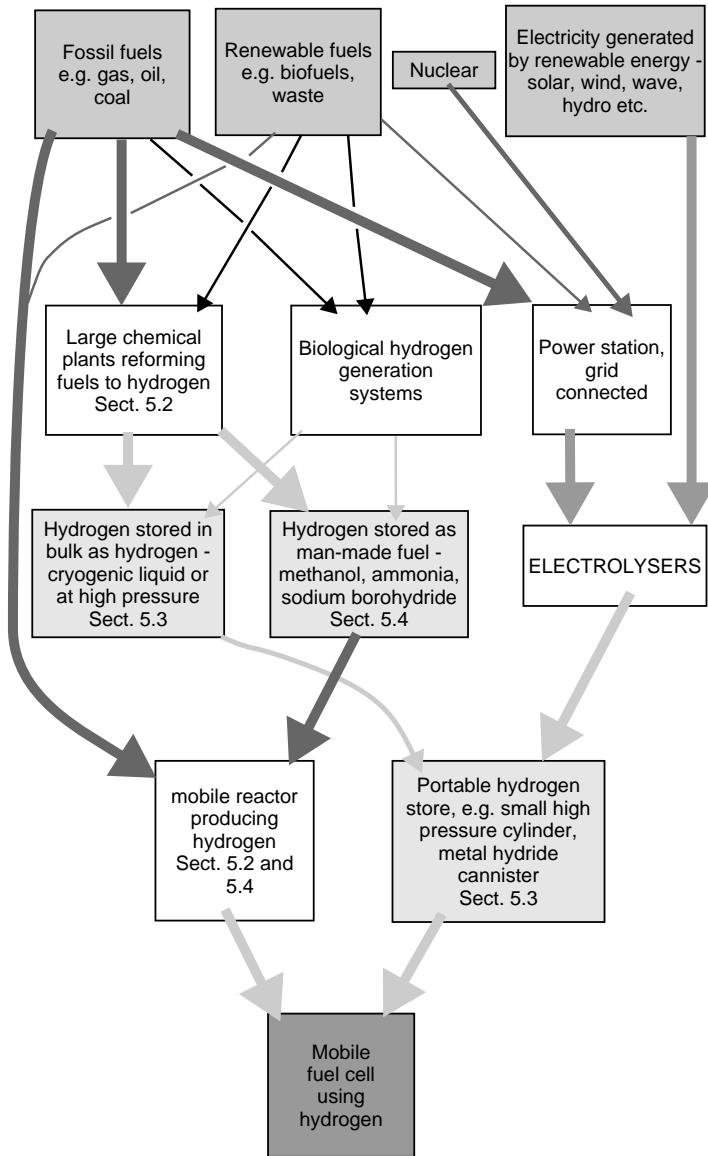 Fossil fuels
e.g. gas, oil,
coal
Renewable fuels
e.g. biofuels,
waste
Nuclear
Electricity generated
by renewable energy -
solar, wind, wave,
hydro etc.
Large chemical
plants reforming
fuels to hydrogen
Sect. 5.2
Biological hydrogen
generation
systems
Power station,
grid
connected
Hydrogen stored in
bulk as hydrogen -
cryogenic liquid or
at high pressure
Sect. 5.3
Hydrogen stored as
man-made fuel -
methanol, ammonia,
sodium borohydride
Sect. 5.4
ELECTROLYSERS
mobile reactor
producing
hydrogen
Sect. 5.2 and
5.4
Portable hydrogen
store, e.g. small high
pressure cylinder,
metal hydride
cannister
Sect. 5.3
Mobile
fuel cell
using
hydrogen